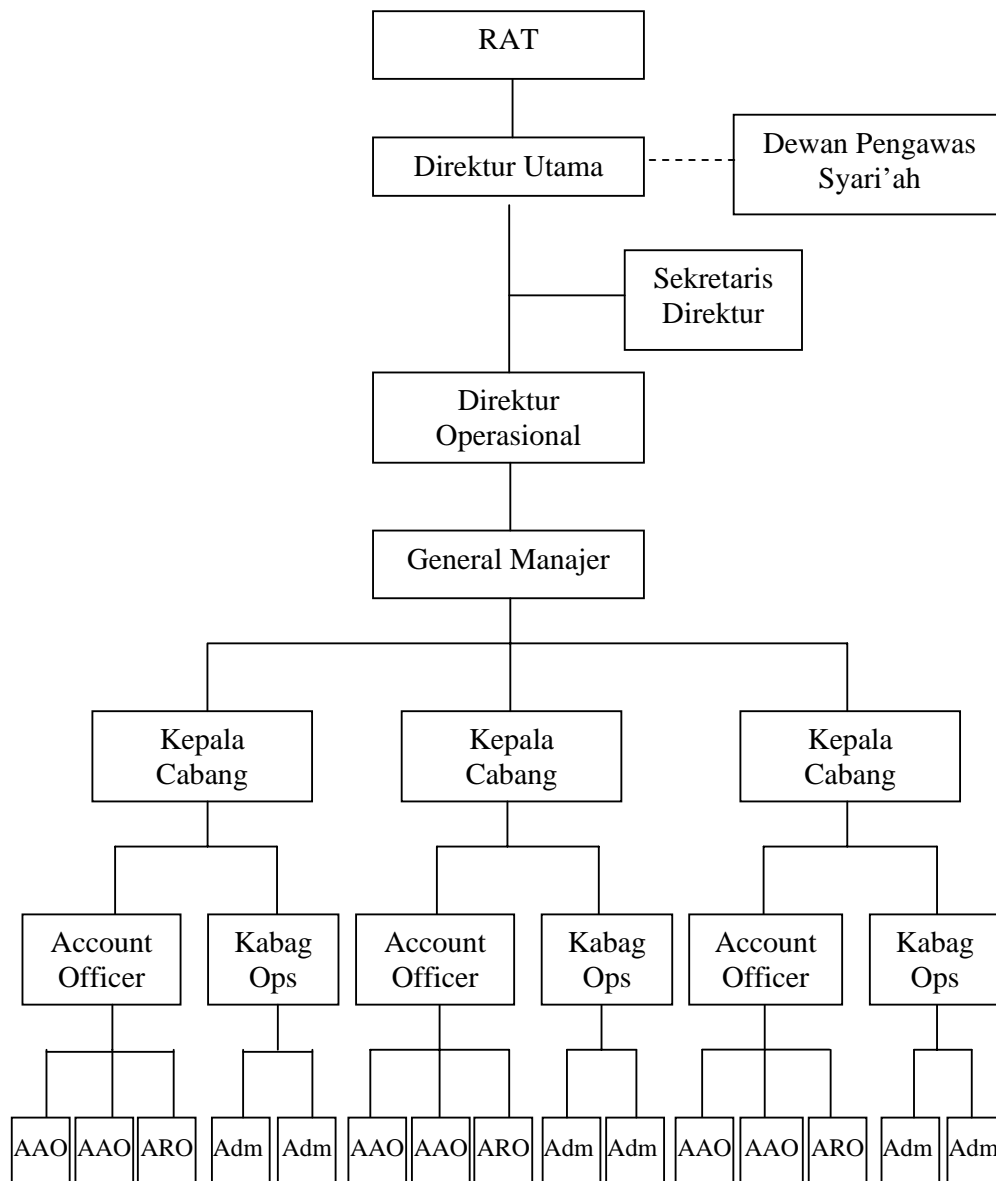 RAT
Direktur Utama
Dewan Pengawas
Syari’ah
Sekretaris
Direktur
Direktur
Operasional
General Manajer
Kepala
Cabang
Kepala
Cabang
Kepala
Cabang
Account
Officer
Kabag
Ops
Account
Officer
Kabag
Ops
Account
Officer
Kabag
Ops
AAO
AAO
ARO
Adm
Adm
AAO
AAO
ARO
Adm
Adm
AAO
AAO
ARO
Adm
Adm